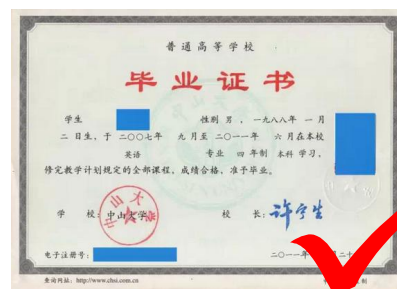 普通高等学校
毕业证书
学生 性别 男，一九八八年 一月
二 日生，于 二〇〇七年 九月至 二〇一一年 六月在本校
英语 专业 四 年制 本科 学习，
修完教学计划规定的全部课程，成绩合格，准予毕业。
学 校：中山大学 校 长：许宁生
电子注册号： 二〇一一年
查询网址：http://www.chsi.com.cn